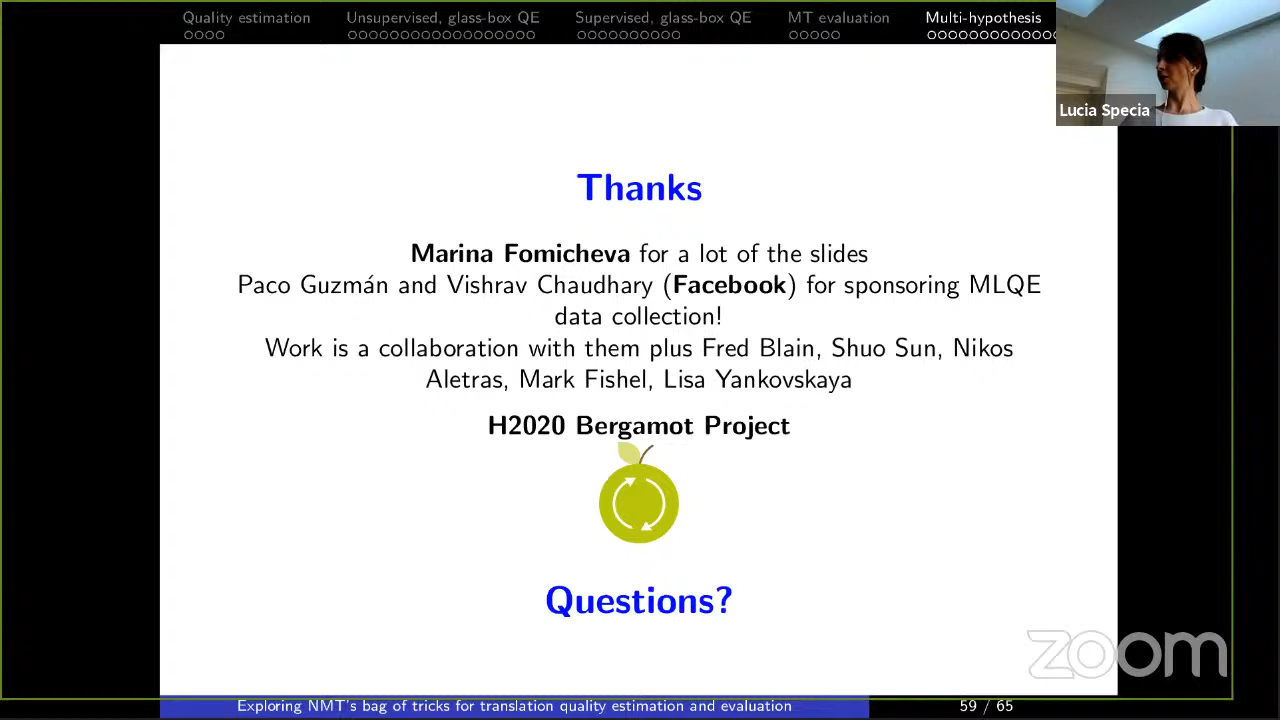 Quality estimation Unsupervised, glass-box QE Supervised, glass-box QE MT evaluation Multi-hypothesis
Lucia Specia
Thanks
Marina Fomicheva for a lot of the slides
Paco Guzmán and Vishrav Chaudhary (Facebook) for sponsoring MLQE
data collection!
Work is a collaboration with them plus Fred Blain, Shuo Sun, Nikos
Aletras, Mark Fishel, Lisa Yankovskaya
H2020 Bergamot Project
Questions?
zoom
Exploring NMT's bag of tricks for translation quality estimation and evaluation 59 / 65